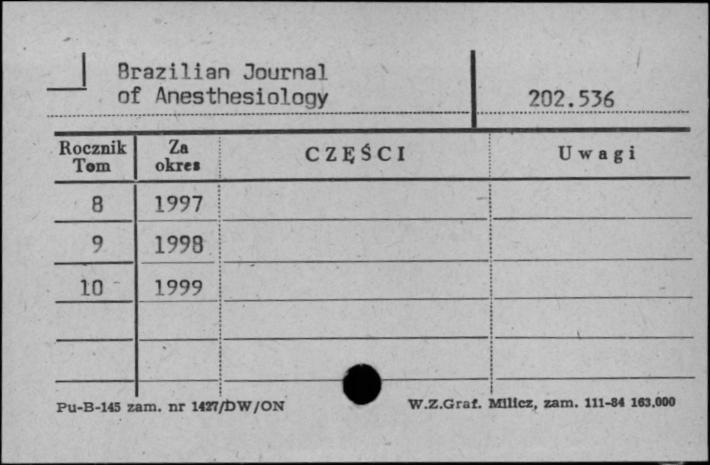 Brazilian Journal
of Anesthesiology
202.536
Rocznik Tom | Za okres | CZĘŚCI | Uwagi
8 | 1997
9 | 1998
10 | 1999
Pu-B-145 zam. nr 1427/DW/ON
W.Z.Graf. Milicz, zam. 111-84 163.000